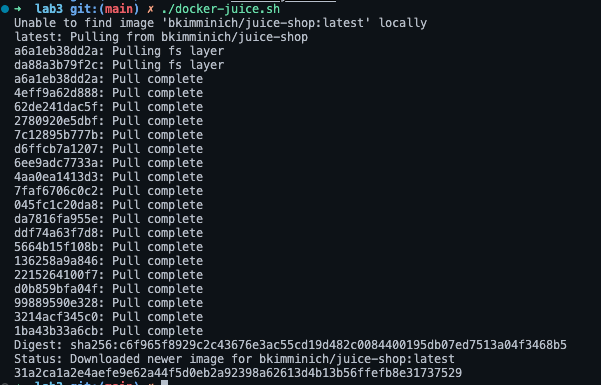 ➜ lab3 git:(main) ✗ ./docker-juice.sh
Unable to find image 'bkimminich/juice-shop:latest' locally
latest: Pulling from bkimminich/juice-shop
a6a1eb38dd2a: Pulling fs layer
da88a3b79f2c: Pulling fs layer
a6a1eb38dd2a: Pull complete
4eff9a62d888: Pull complete
62de241dac5f: Pull complete
2780920e5dbf: Pull complete
7c12895b777b: Pull complete
d6ffcb7a1207: Pull complete
6ee9adc7733a: Pull complete
4aa0ea1413d3: Pull complete
7faf6706c0c2: Pull complete
045fc1c20da8: Pull complete
da7816fa955e: Pull complete
ddf74a63f7d8: Pull complete
5664b15f108b: Pull complete
136258a9a846: Pull complete
2215264100f7: Pull complete
d0b859bfa04f: Pull complete
99889590e328: Pull complete
3214acf345c0: Pull complete
1ba43b33a6cb: Pull complete
Digest: sha256:c6f965f8929c2c43676e3ac55cd19d482c0084400195db07ed7513a04f3468b5
Status: Downloaded newer image for bkimminich/juice-shop:latest
31a2ca1a2e4aefe9e62a44f5d0eb2a92398a62613d4b13b56ffefb8e31737529
➜ lab3 git:(main) ✗